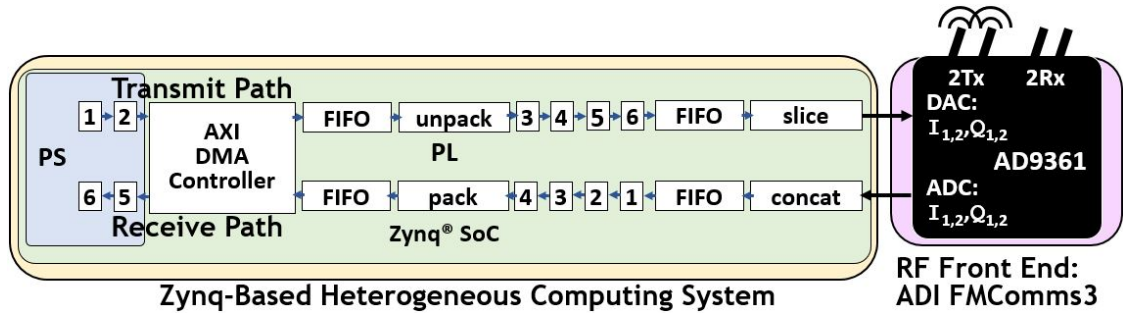 Transmit Path
1 2 AXI DMA Controller FIFO unpack 3 4 5 6 FIFO slice
PS
PL
6 5 FIFO pack 4 3 2 1 FIFO concat
Receive Path
Zynq® SoC
Zynq-Based Heterogeneous Computing System
2Tx 2Rx
DAC:
I1,2,Q1,2
AD9361
ADC:
I1,2,Q1,2
RF Front End:
ADI FMComms3